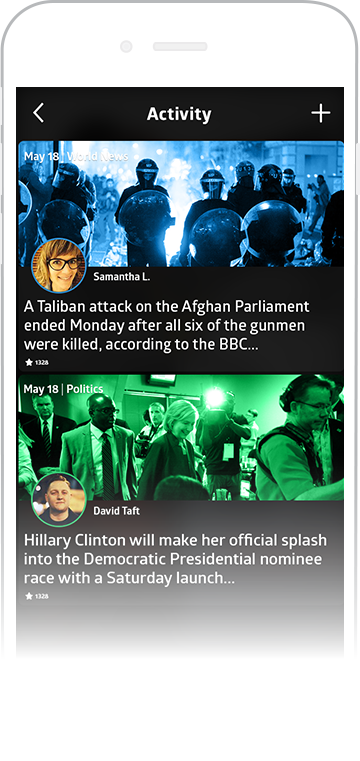 Activity
May 18 | World News
Samantha L.
A Taliban attack on the Afghan Parliament
ended Monday after all six of the gunmen
were killed, according to the BBC...
1328
May 18 | Politics
David Taft
Hillary Clinton will make her official splash
into the Democratic Presidential nominee
race with a Saturday launch...
1328